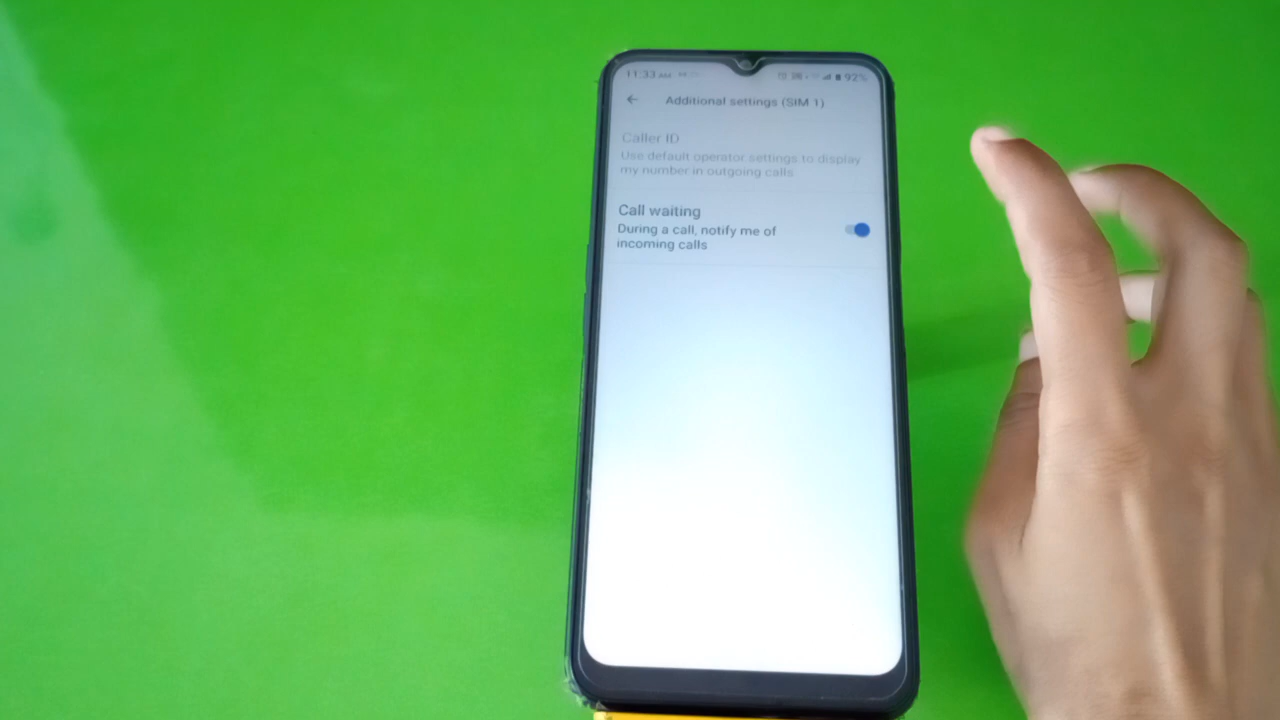 11:33 AM 92%
Additional settings (SIM 1)
Caller ID
Use default operator settings to display
my number in outgoing calls
Call waiting
During a call, notify me of
incoming calls